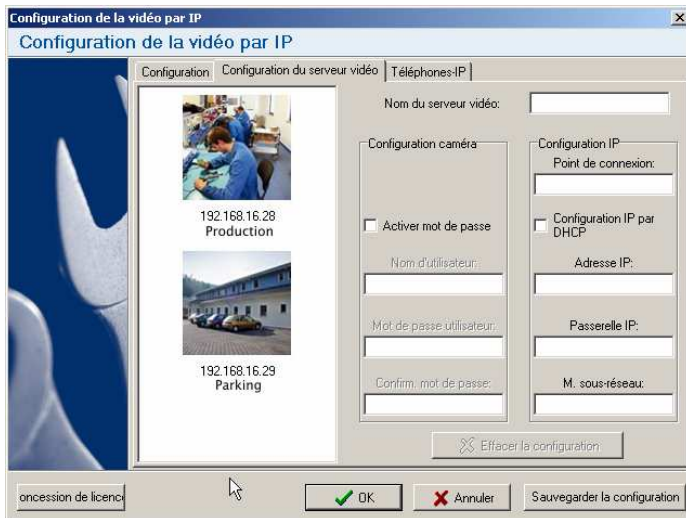 Configuration de la vidéo par IP
Configuration de la vidéo par IP
Configuration
Configuration du serveur vidéo
Téléphones-IP
192.168.16.28
Production
192.168.16.29
Parking
Nom du serveur vidéo:
Configuration caméra
Activer mot de passe
Nom d'utilisateur:
Mot de passe utilisateur:
Confirm. mot de passe:
Configuration IP
Point de connexion:
Configuration IP par
DHCP
Adresse IP:
Passerelle IP:
M. sous-réseau:
Effacer la configuration
oncession de licenc
OK
Annuler
Sauvegarder la configuration